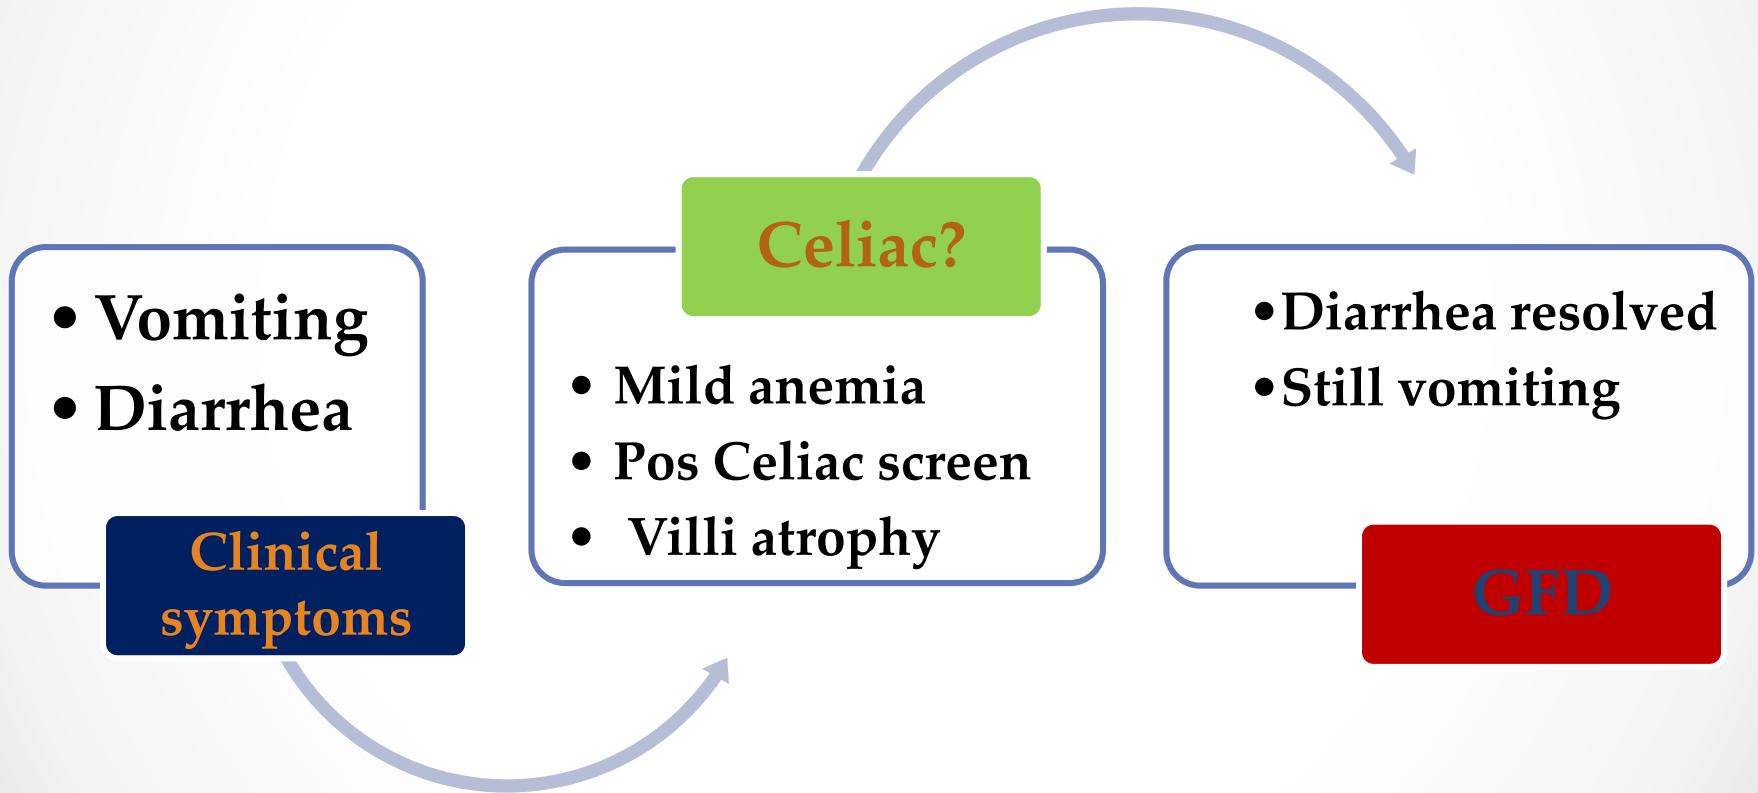 • Vomiting
• Diarrhea
Clinical
symptoms
Celiac?
• Mild anemia
• Pos Celiac screen
• Villi atrophy
•Diarrhea resolved
•Still vomiting
GFD